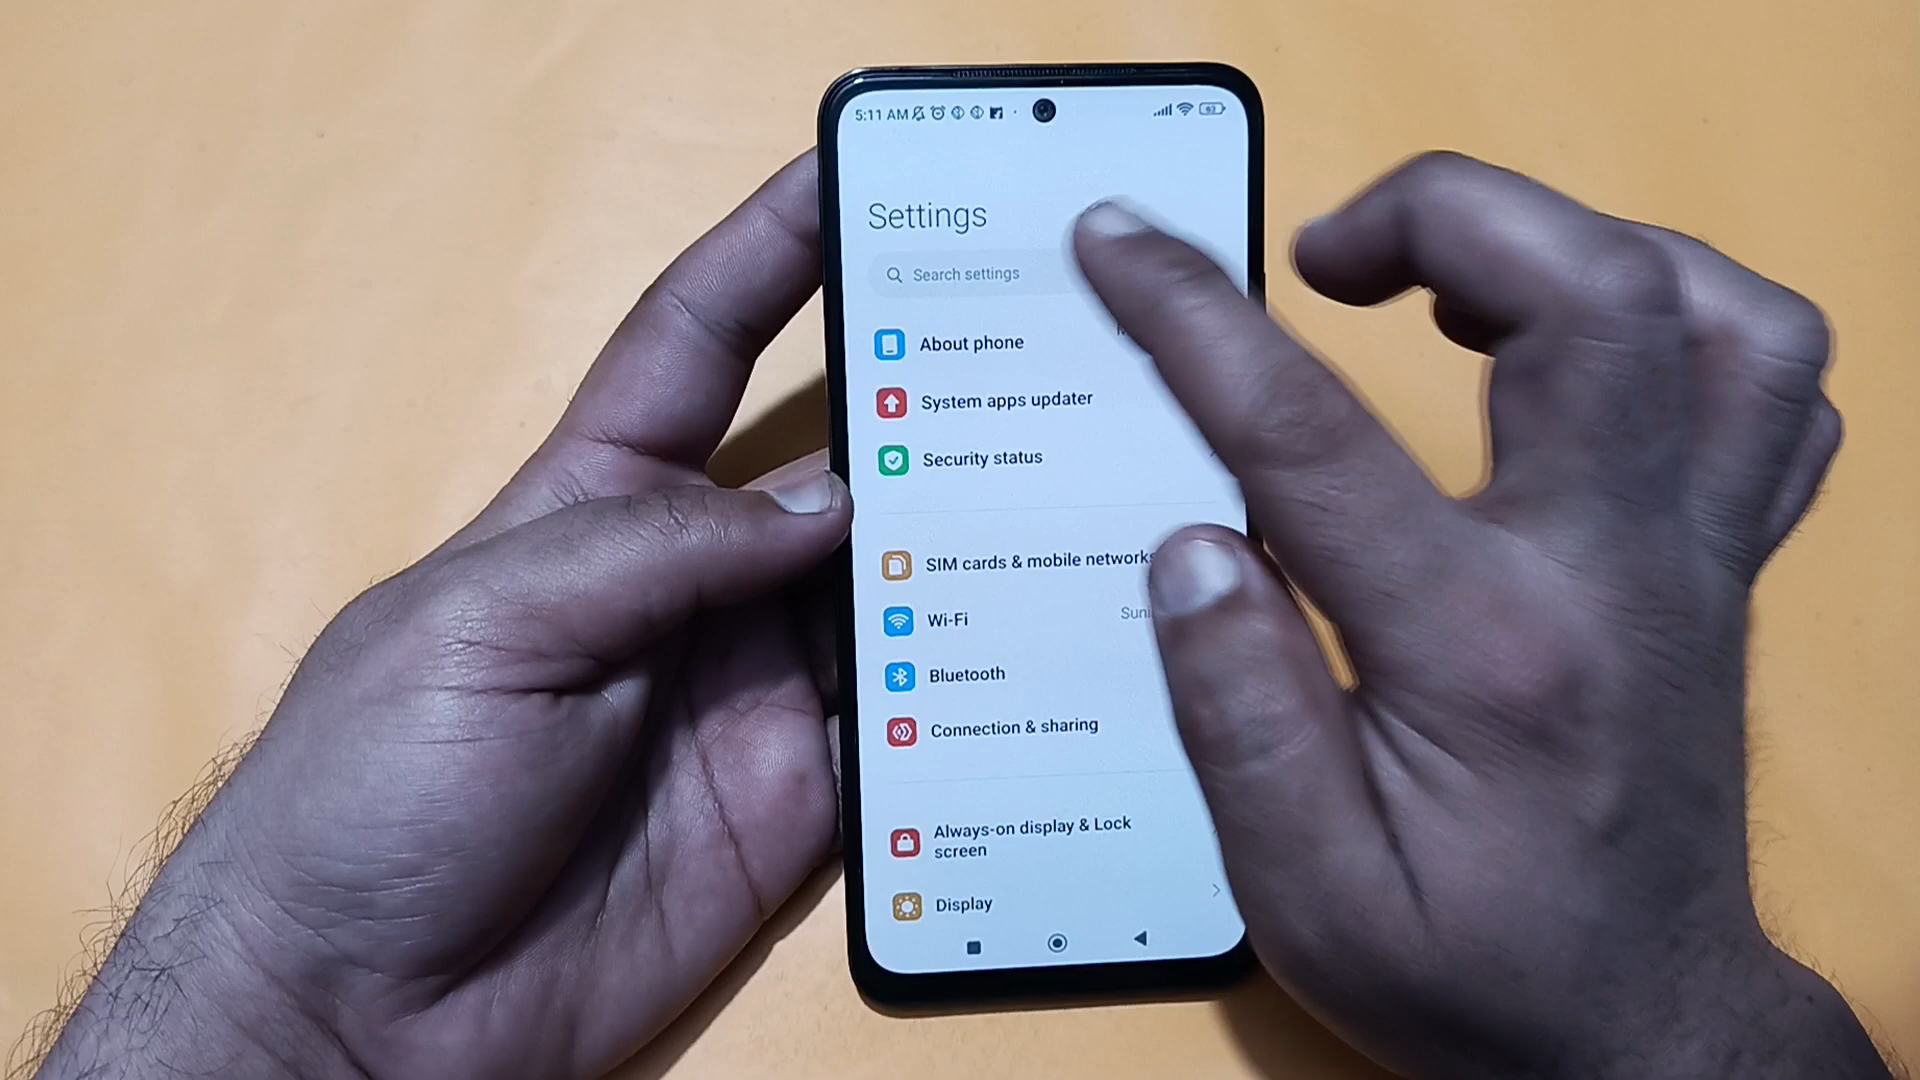 5:11 AM
63
Settings
Search settings
About phone
System apps updater
Security status
SIM cards & mobile networks
Wi-Fi
Bluetooth
Connection & sharing
Always-on display & Lock
screen
Display